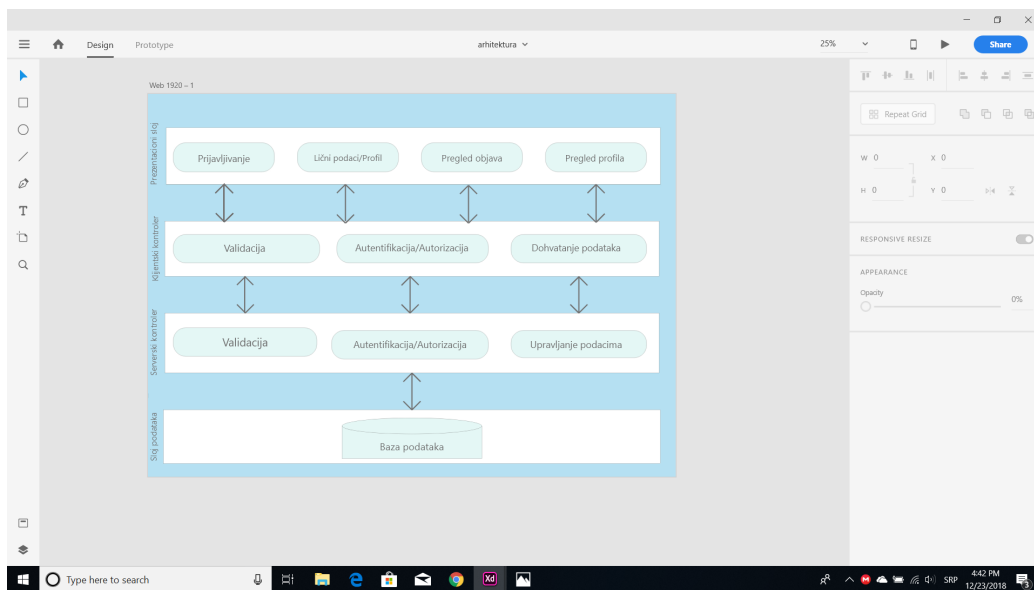 Design
Prototype
arhitektura
25%
Share
Web 1920 – 1
Prezentacioni sloj
Prijavljivanje
Lični podaci/Profil
Pregled objava
Pregled profila
Klijentski kontroler
Validacija
Autentifikacija/Autorizacija
Dohvatanje podataka
Serverski kontroler
Validacija
Autentifikacija/Autorizacija
Upravljanje podacima
Sloj podataka
Baza podataka
Repeat Grid
W 0 X 0
H 0 Y 0
RESPONSIVE RESIZE
APPEARANCE
Opacity
0%
Type here to search
Xd
SRP
4:42 PM
12/23/2018
3